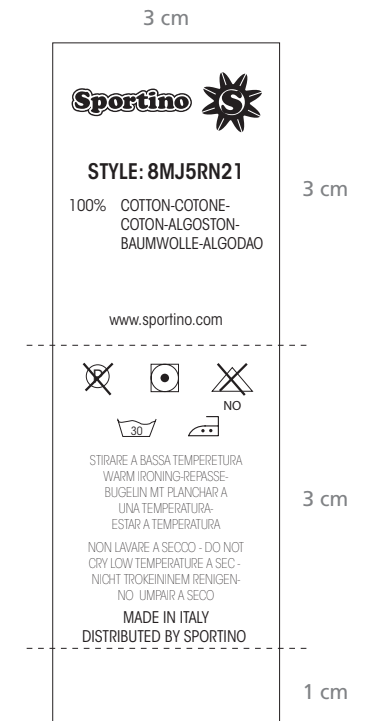 3 cm
Sportino S
STYLE: 8MJ5RN21
3 cm
100% COTTON-COTONE-
COTON-ALGOSTON-
BAUMWOLLE-ALGODAO
www.sportino.com
P
NO
30
STIRARE A BASSA TEMPERETURA
WARM IRONING-REPASSE-
BUGELIN MT PLANCHAR A
UNA TEMPERATURA-
ESTAR A TEMPERATURA
3 cm
NON LAVARE A SECCO - DO NOT
CRY LOW TEMPERATURE A SEC -
NICHT TROKEININEM RENIGEN-
NO UMPAIR A SECO
MADE IN ITALY
DISTRIBUTED BY SPORTINO
1 cm